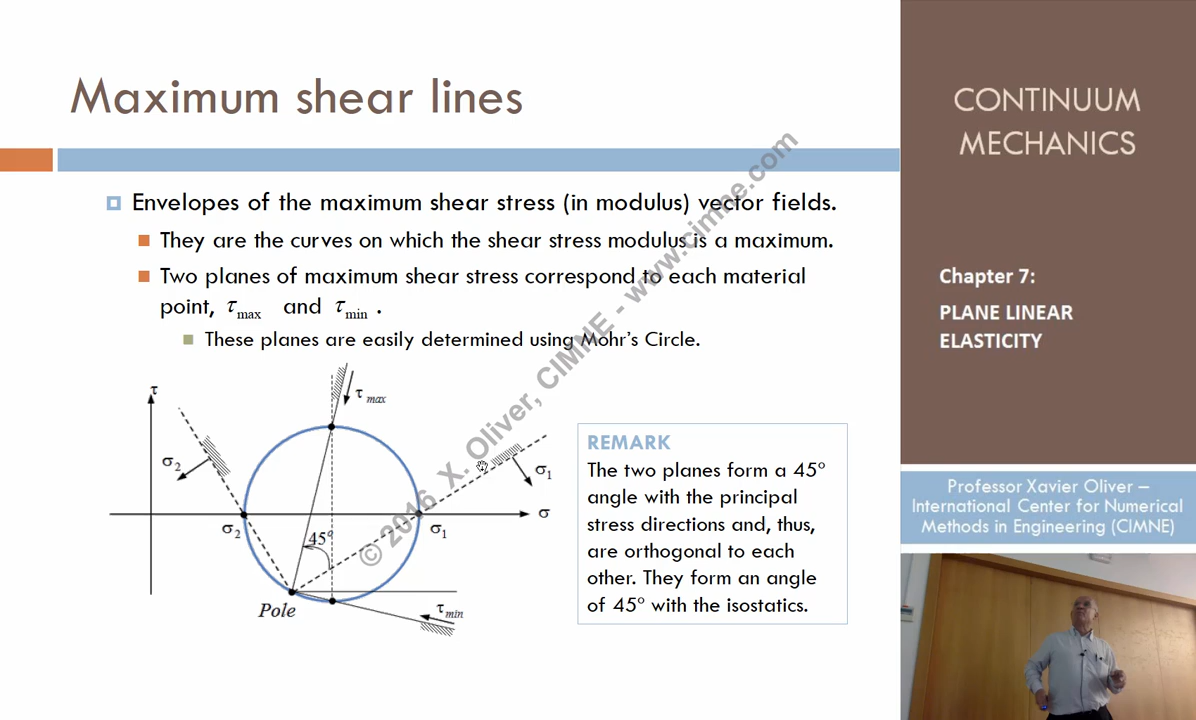 Maximum shear lines
Envelopes of the maximum shear stress (in modulus) vector fields.
They are the curves on which the shear stress modulus is a maximum.
Two planes of maximum shear stress correspond to each material
point, τmax and τmin .
These planes are easily determined using Mohr's Circle.
τ
τmax
σ2
σ1
σ2
σ1
σ
45°
Pole
τmin
REMARK
The two planes form a 45°
angle with the principal
stress directions and, thus,
are orthogonal to each
other. They form an angle
of 45° with the isostatics.
© 2016 X. Oliver, CIMNE - www.cimne.com
CONTINUUM
MECHANICS
Chapter 7:
PLANE LINEAR
ELASTICITY
Professor Xavier Oliver –
International Center for Numerical
Methods in Engineering (CIMNE)